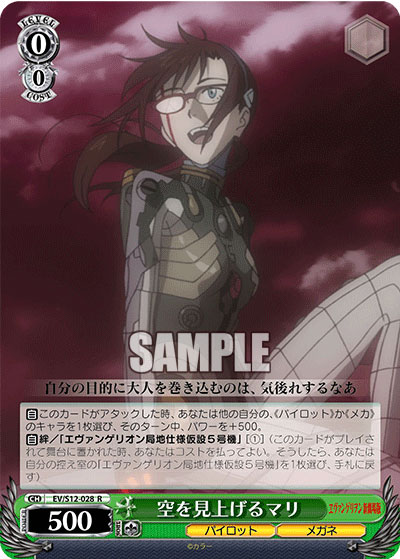 LEVEL
0
0
COST
SAMPLE
自分の目的に大人を巻き込むのは、気後れするなあ
自このカードがアタックした時、あなたは他の自分の、《パイロット》か《メカ》
のキャラを1枚選び、そのターン中、パワーを+500。
自絆／「エヴァンゲリオン局地仕様仮設5号機」［①］（このカードがプレイさ
れて舞台に置かれた時、あなたはコストを払ってよい。そうしたら、あなたは
自分の控え室の「エヴァンゲリオン局地仕様仮設5号機」を1枚選び、手札に戻
す）
CH EV/S12-028 R
500
空を見上げるマリ
ヱヴァンゲリヲン新劇場版
パイロット
メガネ
©カラー